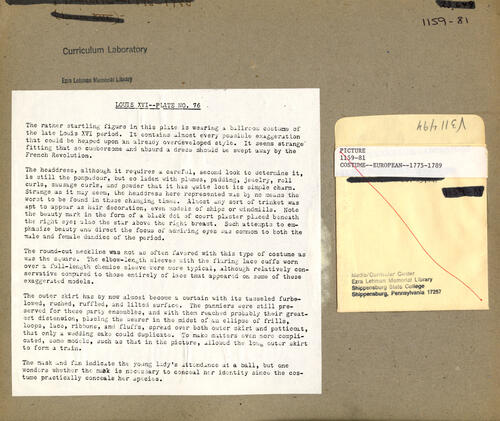 1159-81
Curriculum Laboratory
Ezra Lehman Memorial Library
LOUIS XVI--PLATE NO. 76
The rather startling figure in this plate is wearing a ballroom costume of
the late Louis XVI period. It contains almost every possible exaggeration
that could be heaped upon an already overdeveloped style. It seems strange
fitting that so cumbersome and absurd a dress should be swept away by the
French Revolution.
The headdress, although it requires a careful, second look to determine it,
is still the pompadour, but so laden with plumes, padding, jewelry, roll
curls, sausage curls, and powder that it has quite lost its simple charm.
Strange as it may seem, the headdress here represented was by no means the
worst to be found in these changing times. Almost any sort of trinket was
apt to appear as hair decoration, even models of ships or windmills. Note
the beauty mark in the form of a black dot of court plaster placed beneath
the right eye; also the star above the right breast. Such attempts to em-
phasize beauty and direct the focus of admiring eyes was common to both the
male and female dandies of the period.
The round-cut neckline was not as often favored with this type of costume as
was the square. The elbow-length sleeves with the flaring lace cuffs worn
over a full-length chemise sleeve were more typical, although relatively con-
servative compared to those entirely of lace that appeared on some of these
exaggerated models.
The outer skirt has by now almost become a curtain with its tasseled furbe-
lowed, ruched, ruffled, and lifted surface. The panniers were still pre-
served for these party ensembles, and with them reached probably their great-
est distension, placing the wearer in the midst of an ellipse of frills,
loops, lace, ribbons, and fluffs, spread over both outer skirt and petticoat,
that only a wedding cake could duplicate. To make matters even more compli-
cated, some models, such as that in the picture, allowed the long outer skirt
to form a train.
The mask and fan indicate the young lady's attendance at a ball, but one
wonders whether the mask is necessary to conceal her identity since the cos-
tume practically conceals her species.
V311494
PICTURE
1159-81
COSTUME--EUROPEAN--1775-1789
Media/Curricular Center
Ezra Lehman Memorial Library
Shippensburg State College
Shippensburg, Pennsylvania 17257